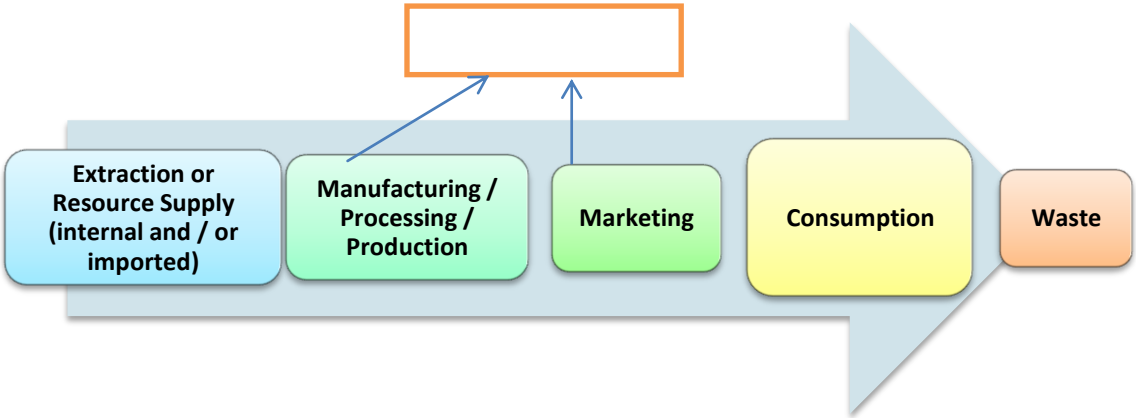 Extraction or
Resource Supply
(internal and / or
imported)
Manufacturing /
Processing /
Production
Marketing
Consumption
Waste